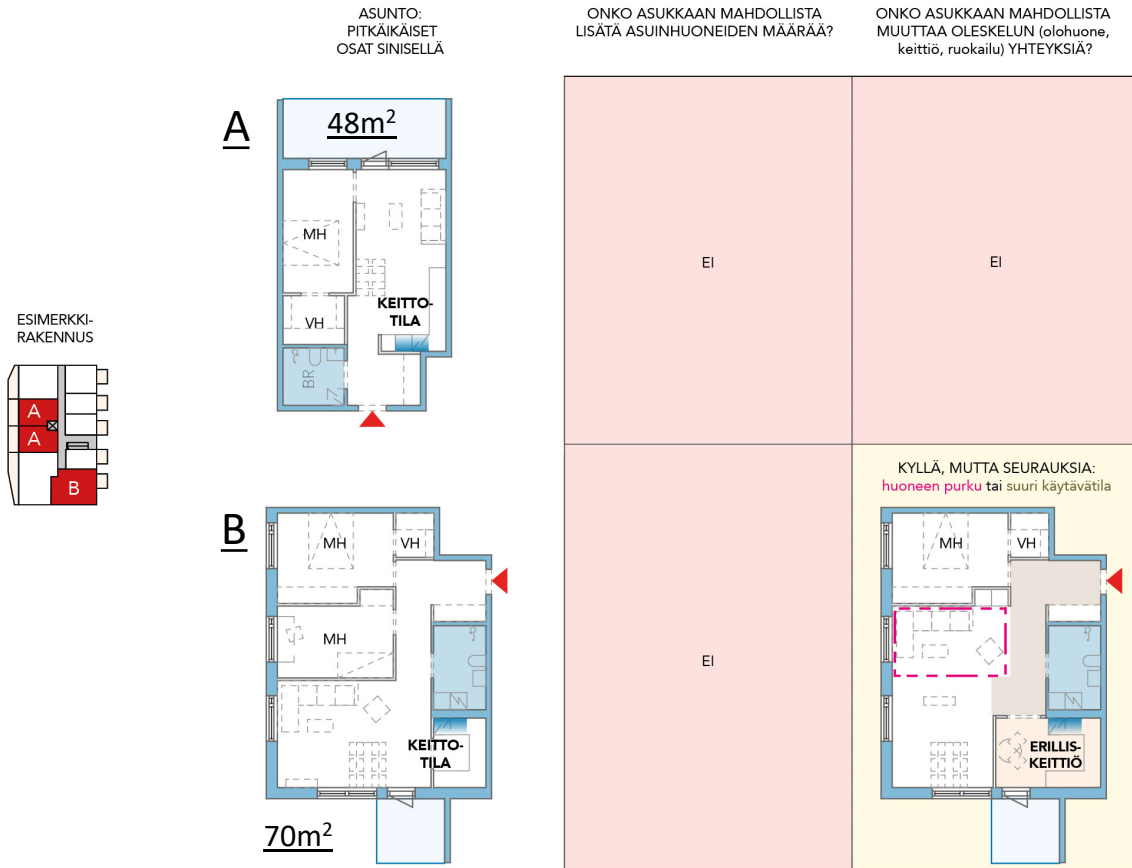 ASUNTO:
PITKÄIKÄISET
OSAT SINISELLÄ
ONKO ASUKKAAN MAHDOLLISTA
LISÄTÄ ASUINHUONEIDEN MÄÄRÄÄ?
ONKO ASUKKAAN MAHDOLLISTA
MUUTTAA OLESKELUN (olohuone,
keittiö, ruokailu) YHTEYKSIÄ?
A
48m²
MH
VH
KEITTO-
TILA
BR
EI
EI
ESIMERKKI-
RAKENNUS
A
A
B
B
MH
VH
MH
KEITTO-
TILA
70m²
EI
KYLLÄ, MUTTA SEURAUKSIA:
huoneen purku tai suuri käytävätila
MH
VH
ERILLIS-
KEITTIÖ